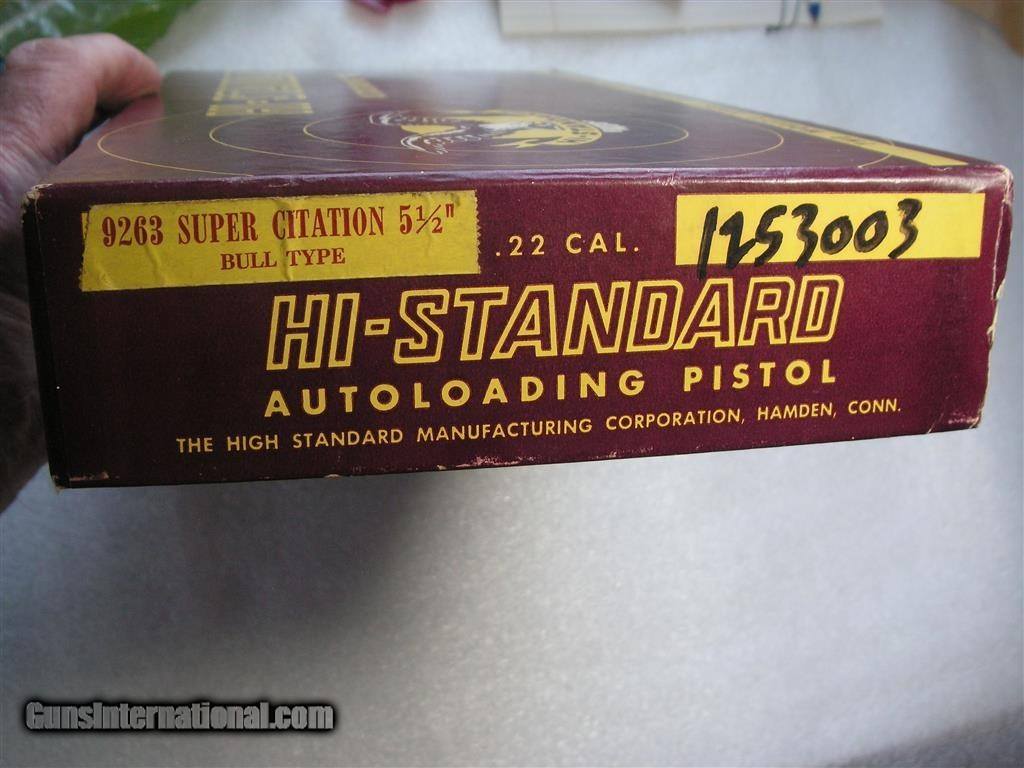 9263 SUPER CITATION 5½"
BULL TYPE
.22 CAL.
1253003
HI-STANDARD
AUTOLOADING PISTOL
THE HIGH STANDARD MANUFACTURING CORPORATION, HAMDEN, CONN.
GunsInternational.com